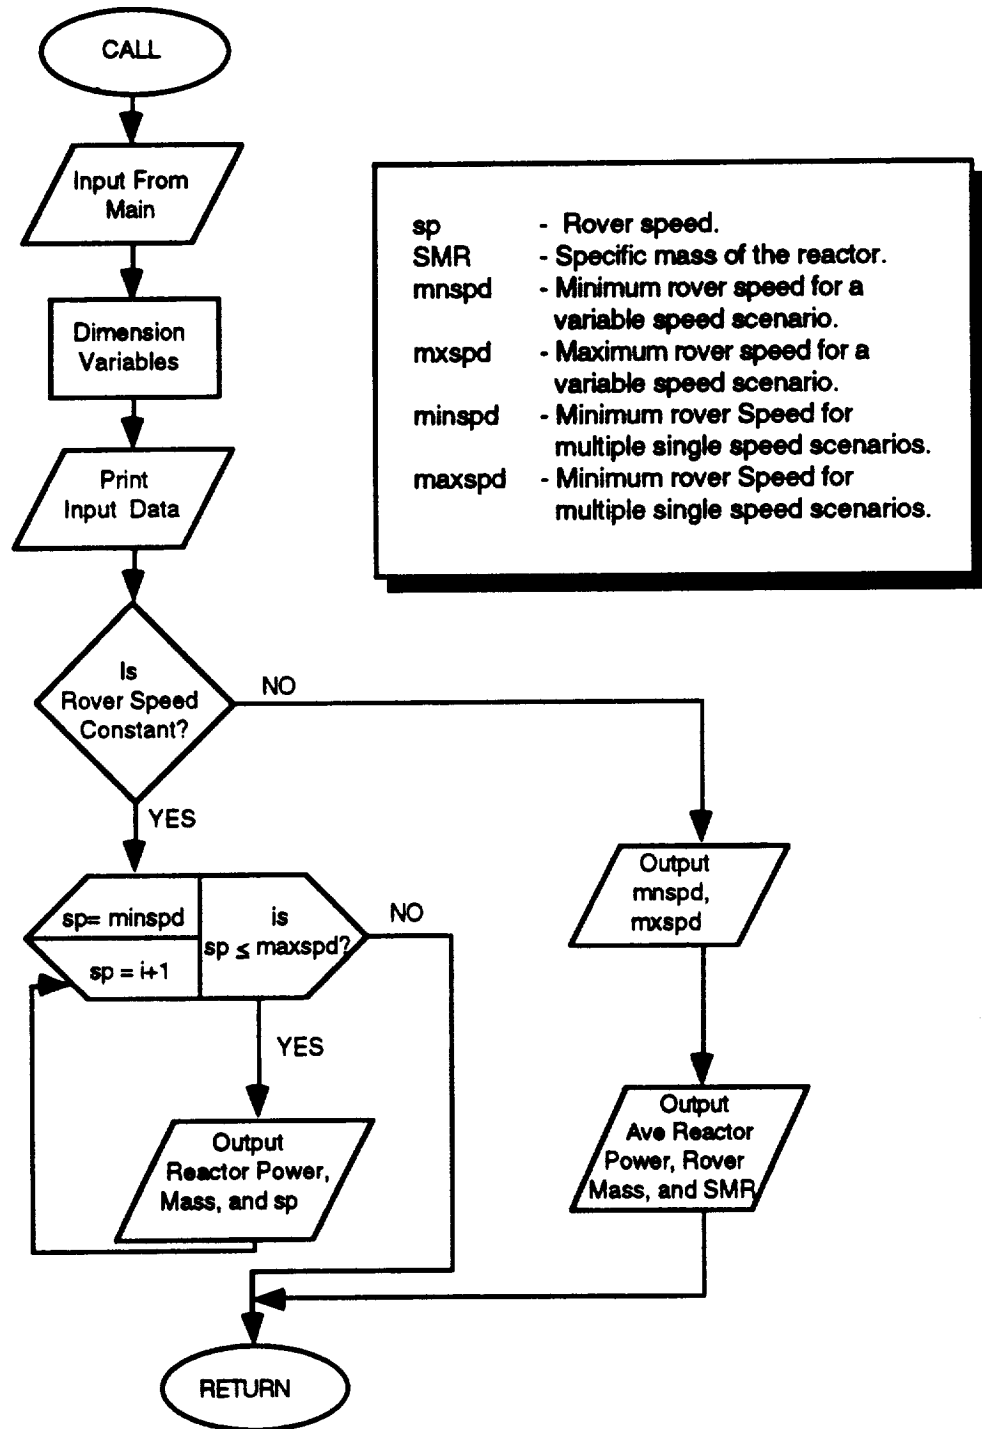 CALL
Input From
Main
Dimension
Variables
Print
Input Data
sp - Rover speed.
SMR - Specific mass of the reactor.
mnspd - Minimum rover speed for a
variable speed scenario.
mxspd - Maximum rover speed for a
variable speed scenario.
minspd - Minimum rover Speed for
multiple single speed scenarios.
maxspd - Minimum rover Speed for
multiple single speed scenarios.
Is
Rover Speed
Constant?
NO
YES
sp= minspd
sp = i+1
is
sp ≤ maxspd?
NO
YES
Output
Reactor Power,
Mass, and sp
Output
mnspd,
mxspd
Output
Ave Reactor
Power, Rover
Mass, and SMR
RETURN